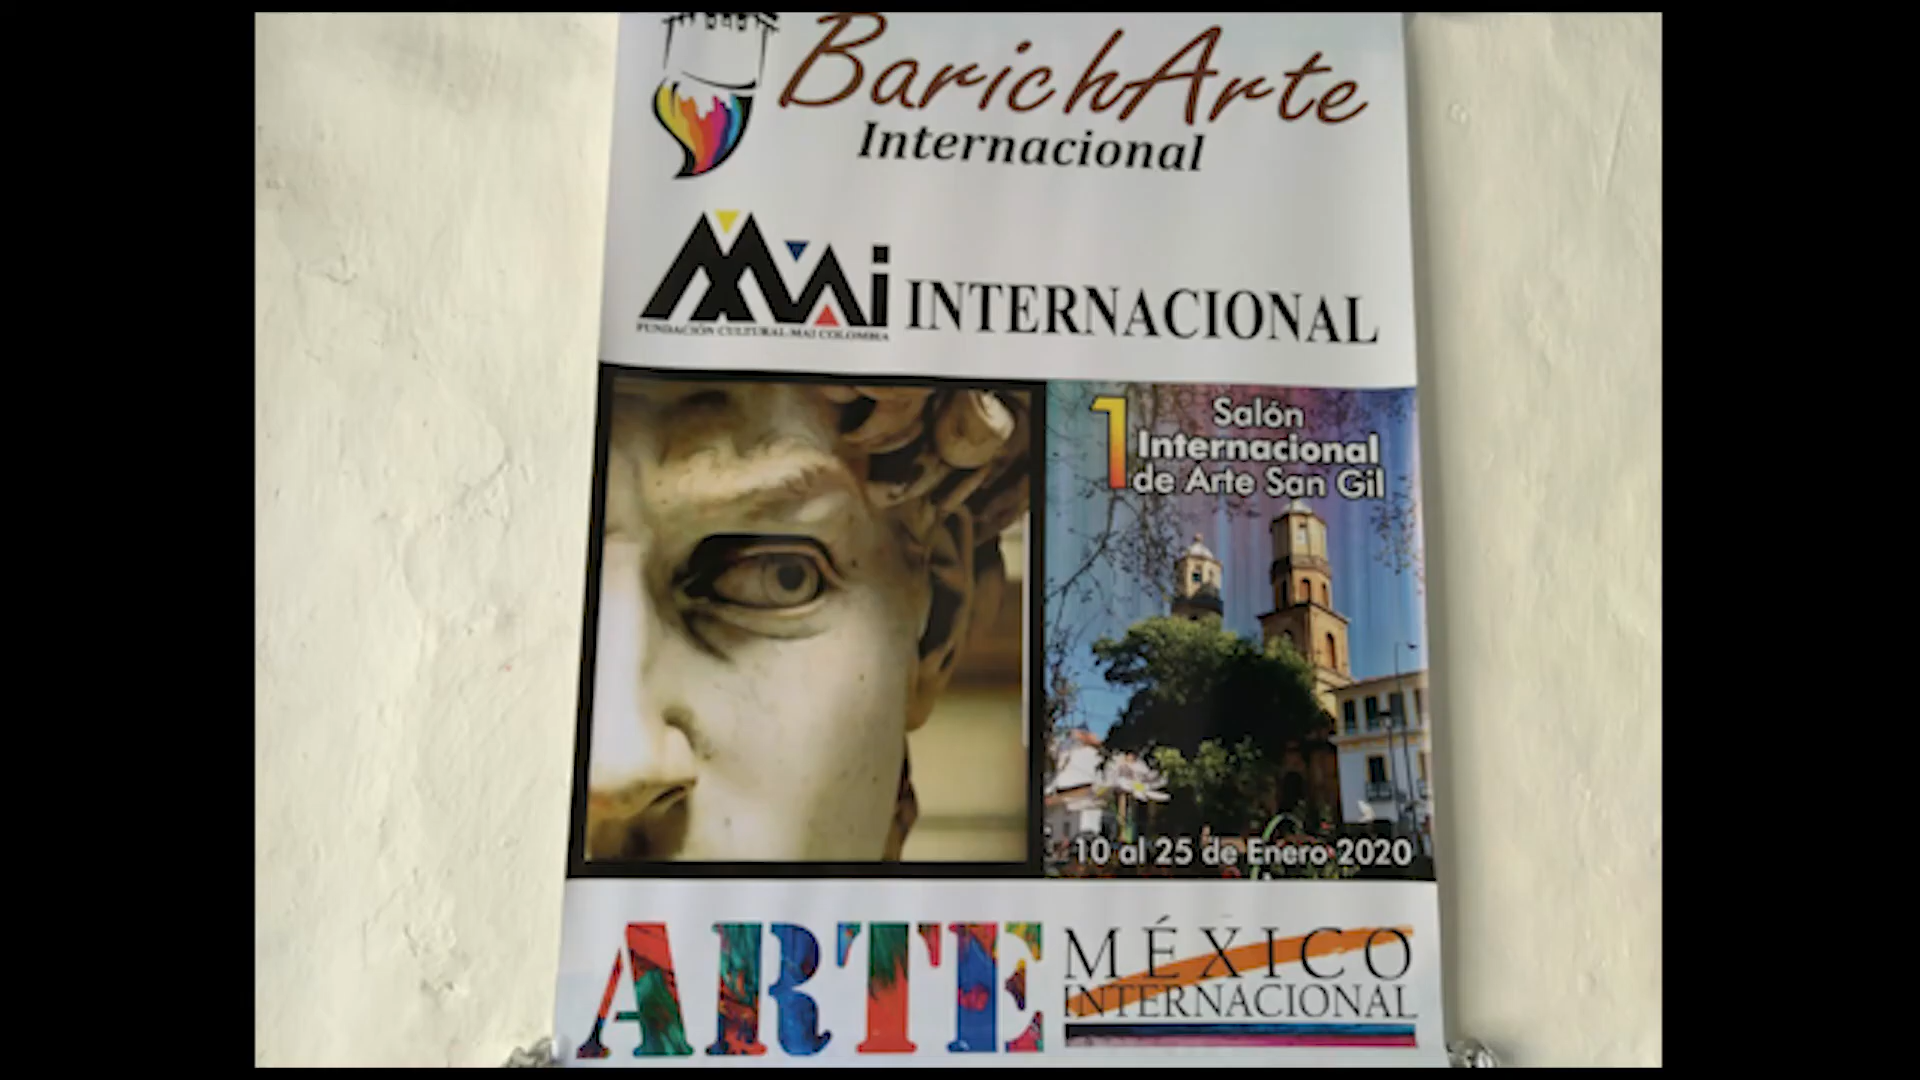 BarichArte
Internacional
MAi INTERNACIONAL
FUNDACIÓN CULTURAL MAI COLOMBIA
1 Salón
Internacional
de Arte San Gil
10 al 25 de Enero 2020
ARTE
MÉXICO
INTERNACIONAL